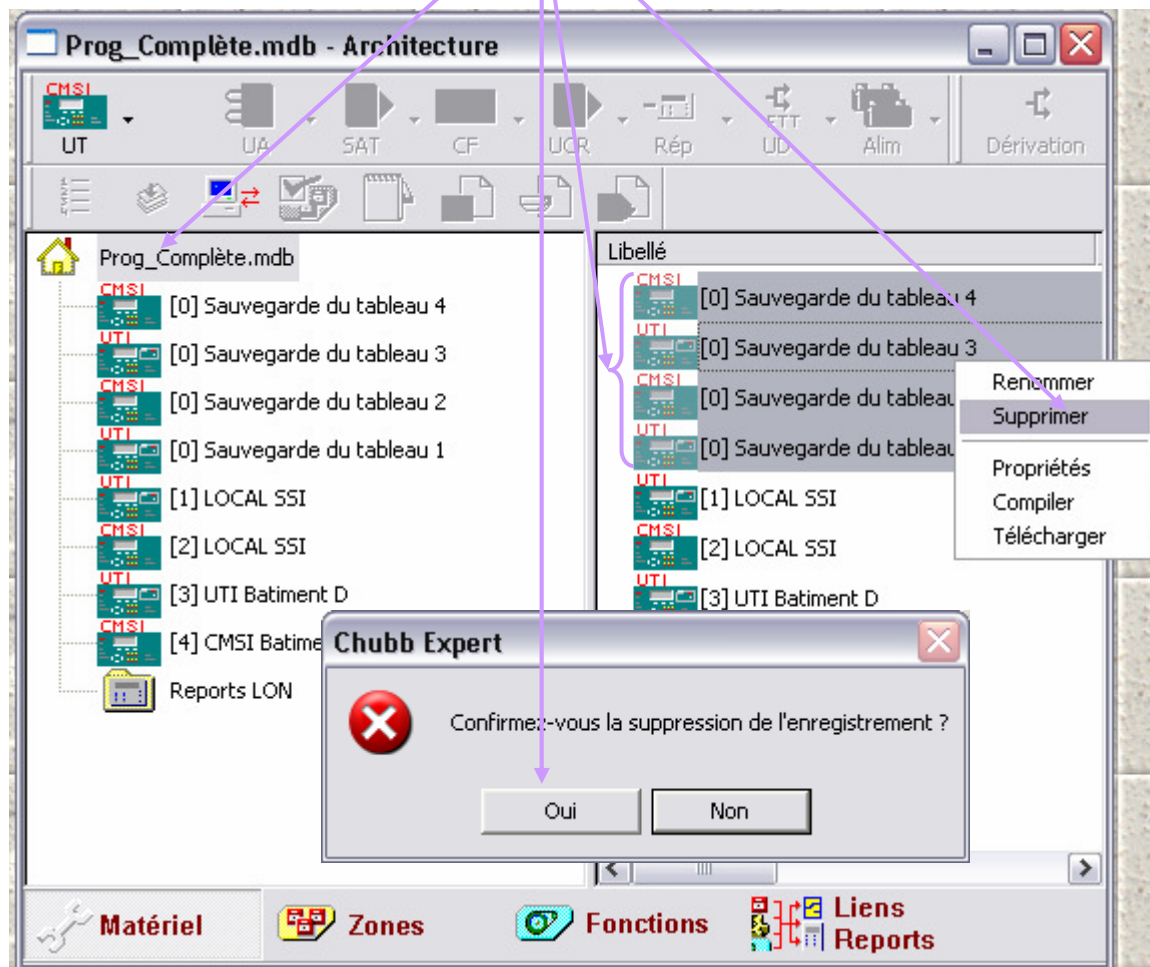 Prog_Complète.mdb - Architecture
CMSI
UT
UA
SAT
CF
UCR
Rép
FTT
UD
Alim
Dérivation
Prog_Complète.mdb
CMSI
[0] Sauvegarde du tableau 4
UTI
[0] Sauvegarde du tableau 3
CMSI
[0] Sauvegarde du tableau 2
UTI
[0] Sauvegarde du tableau 1
UTI
[1] LOCAL SSI
CMSI
[2] LOCAL SSI
UTI
[3] UTI Batiment D
CMSI
[4] CMSI Batime
Reports LON
Libellé
CMSI
[0] Sauvegarde du tableau 4
UTI
[0] Sauvegarde du tableau 3
CMSI
[0] Sauvegarde du tableau
UTI
[0] Sauvegarde du tableau
UTI
[1] LOCAL SSI
CMSI
[2] LOCAL SSI
UTI
[3] UTI Batiment D
Renommer
Supprimer
Propriétés
Compiler
Télécharger
Chubb Expert
Confirmez-vous la suppression de l'enregistrement ?
Oui
Non
Matériel
Zones
Fonctions
Liens
Reports